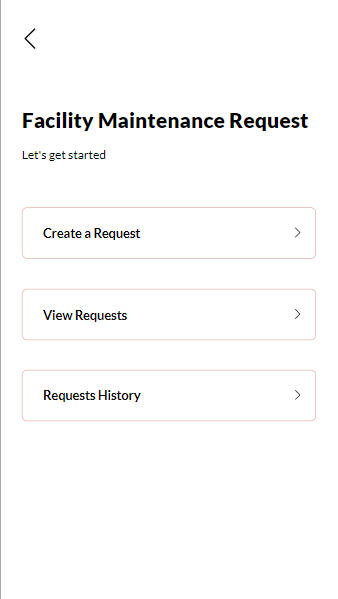 Facility Maintenance Request
Let's get started
Create a Request
View Requests
Requests History